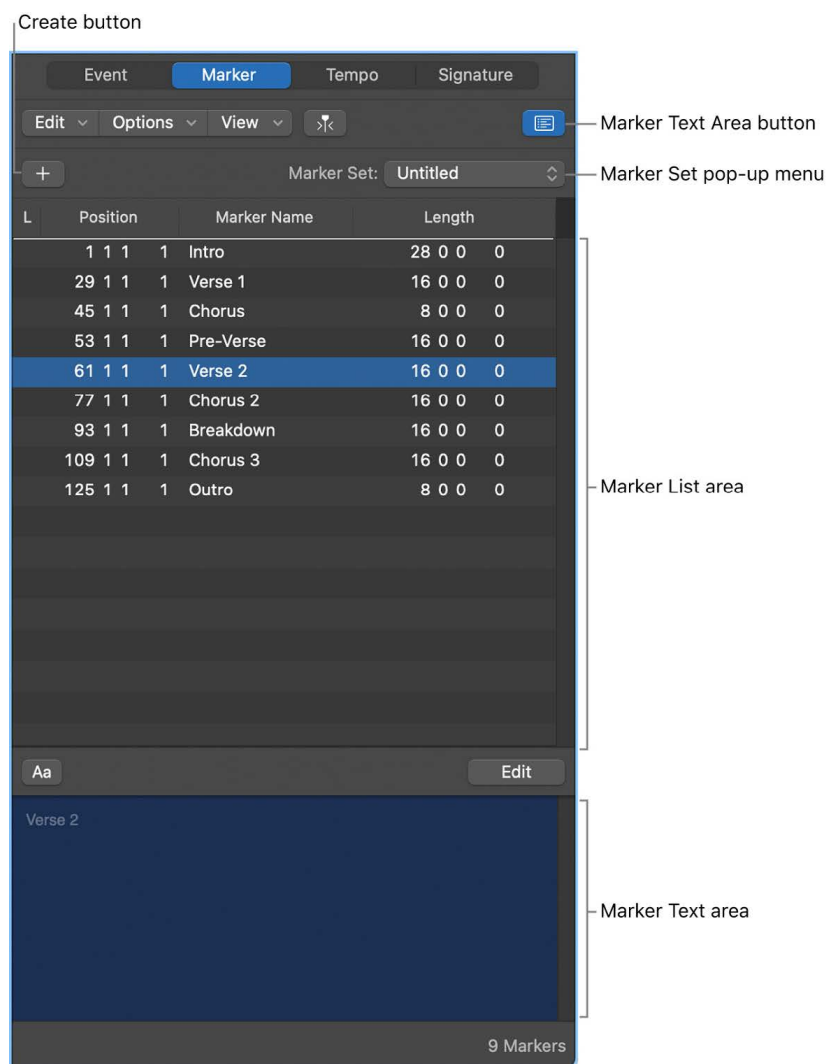 Create button
Event Marker Tempo Signature
Edit Options View
Marker Text Area button
+ Marker Set: Untitled
Marker Set pop-up menu
L Position Marker Name Length
1 1 1 1 Intro 28 0 0 0
29 1 1 1 Verse 1 16 0 0 0
45 1 1 1 Chorus 8 0 0 0
53 1 1 1 Pre-Verse 16 0 0 0
61 1 1 1 Verse 2 16 0 0 0
77 1 1 1 Chorus 2 16 0 0 0
93 1 1 1 Breakdown 16 0 0 0
109 1 1 1 Chorus 3 16 0 0 0
125 1 1 1 Outro 8 0 0 0
Marker List area
Aa Edit
Verse 2
Marker Text area
9 Markers